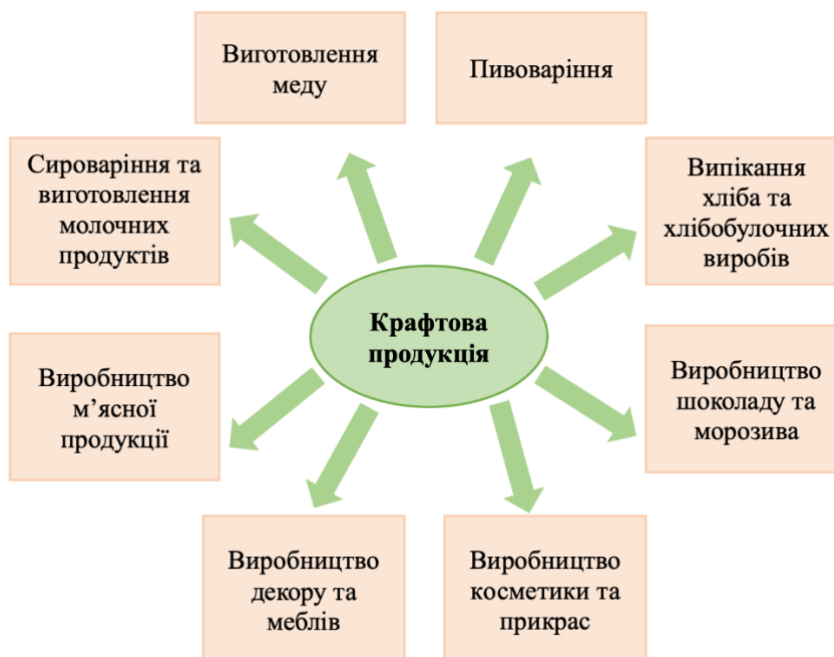 Виготовлення
меду
Пивоваріння
Сироваріння та
виготовлення
молочних
продуктів
Випікання
хліба та
хлібобулочних
виробів
Крафтова
продукція
Виробництво
м’ясної
продукції
Виробництво
шоколаду та
морозива
Виробництво
декору та
меблів
Виробництво
косметики та
прикрас